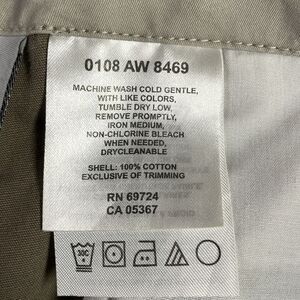 0108 AW 8469
MACHINE WASH COLD GENTLE,
WITH LIKE COLORS,
TUMBLE DRY LOW,
REMOVE PROMPTLY,
IRON MEDIUM,
NON-CHLORINE BLEACH
WHEN NEEDED,
DRYCLEANABLE
SHELL: 100% COTTON
EXCLUSIVE OF TRIMMING
RN 69724
CA 05367
30C